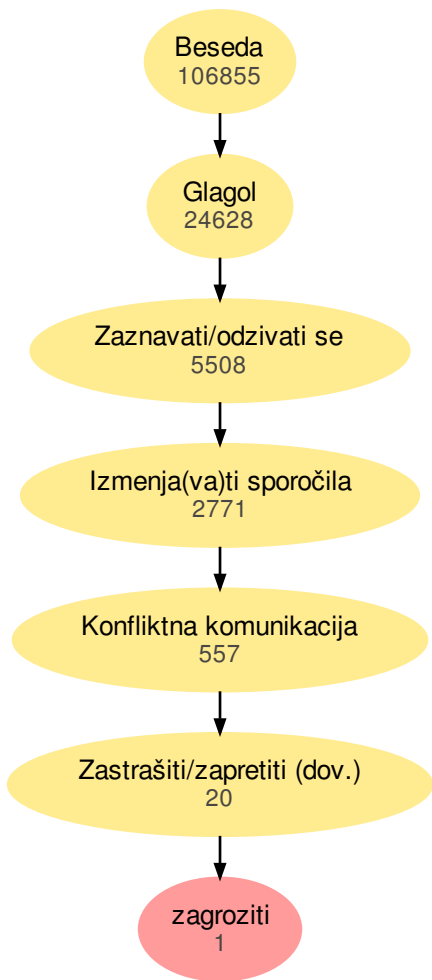 Beseda
106855
Glagol
24628
Zaznavati/odzivati se
5508
Izmenja(va)ti sporočila
2771
Konfliktna komunikacija
557
Zastrašiti/zapretiti (dov.)
20
zagroziti
1